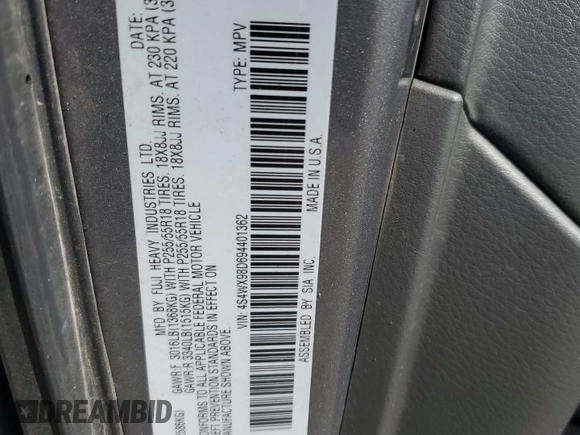 MFD. BY FUJI HEAVY INDUSTRIES LTD. DATE:
GAWR:F 3016LB(1368KG) WITH P255/55R18 TIRES. 18X8JJ RIMS. AT 230 KPA (3
GAWR:R 3340LB(1515KG) WITH P255/55R18 TIRES. 18X8JJ RIMS. AT 220 KPA (3
CONFORMS TO ALL APPLICABLE FEDERAL MOTOR VEHICLE
EFT PREVENTION STANDARDS IN EFFECT ON
MANUFACTURE SHOWN ABOVE.
VIN: 4S4WX98D694401362 TYPE: MPV
ASSEMBLED BY SIA INC. MADE IN U.S.A.
DREAMBID